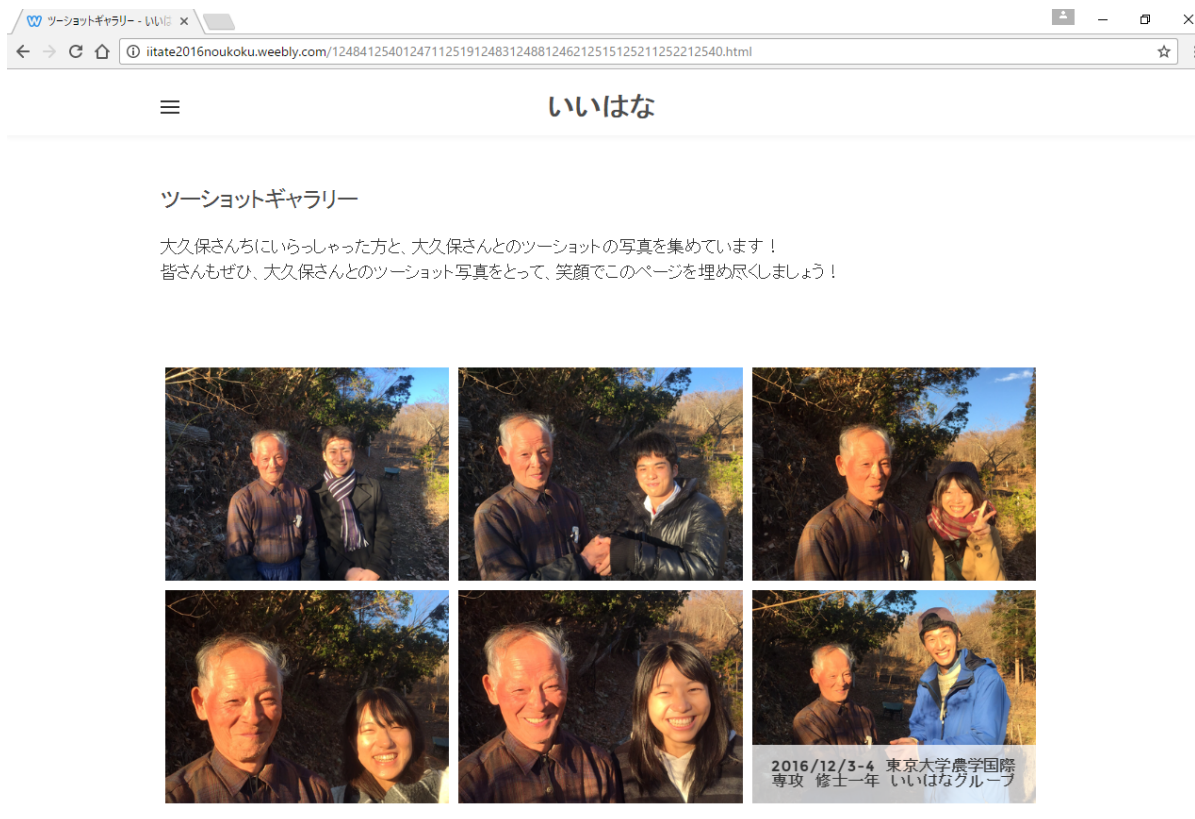 ツーショットギャラリー - いいは
iitate2016noukoku.weebly.com/124841254012471125191248312488124621251512521125221 2540.html
いいはな
ツーショットギャラリー
大久保さんちにいらっしゃった方と、大久保さんとのツーショットの写真を集めています！
皆さんもぜひ、大久保さんとのツーショット写真をとって、笑顔でこのページを埋め尽くしましょう！
2016/12/3-4 東京大学農学国際
専攻 修士一年 いいはなグループ